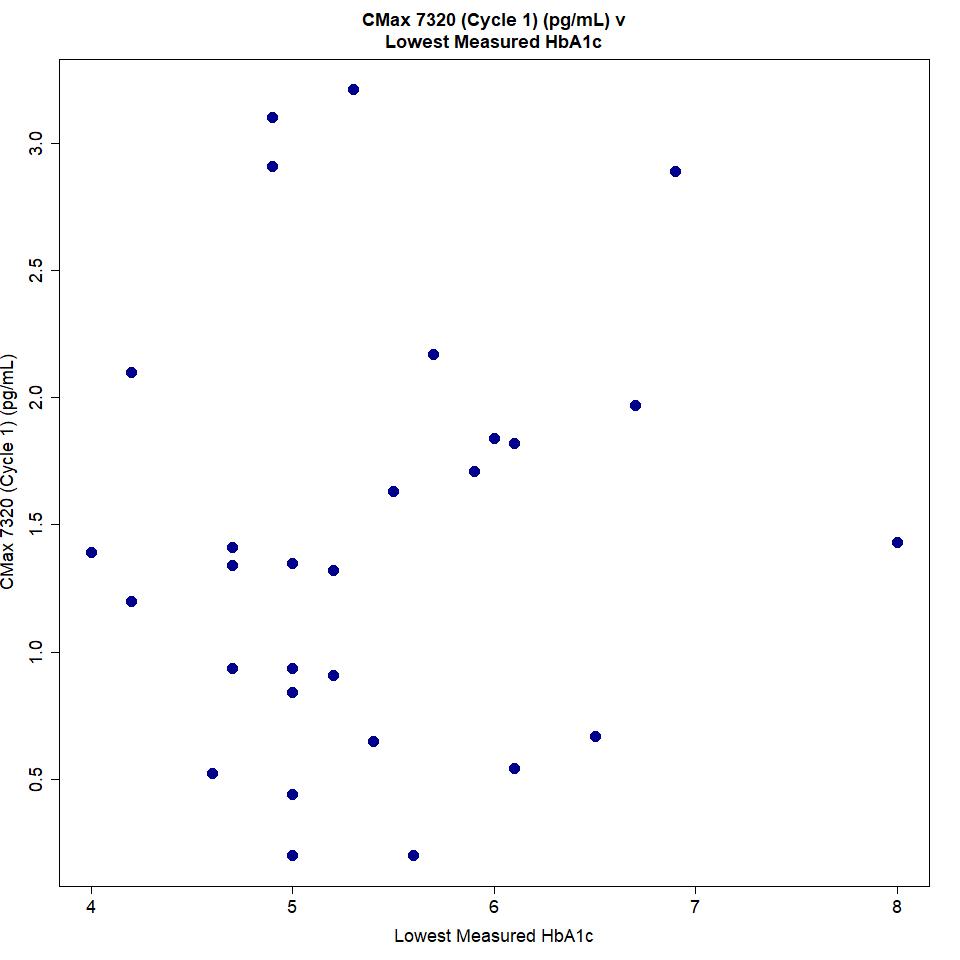 CMax 7320 (Cycle 1) (pg/mL) v
Lowest Measured HbA1c
CMax 7320 (Cycle 1) (pg/mL)
3.0
2.5
2.0
1.5
1.0
0.5
4 5 6 7 8
Lowest Measured HbA1c